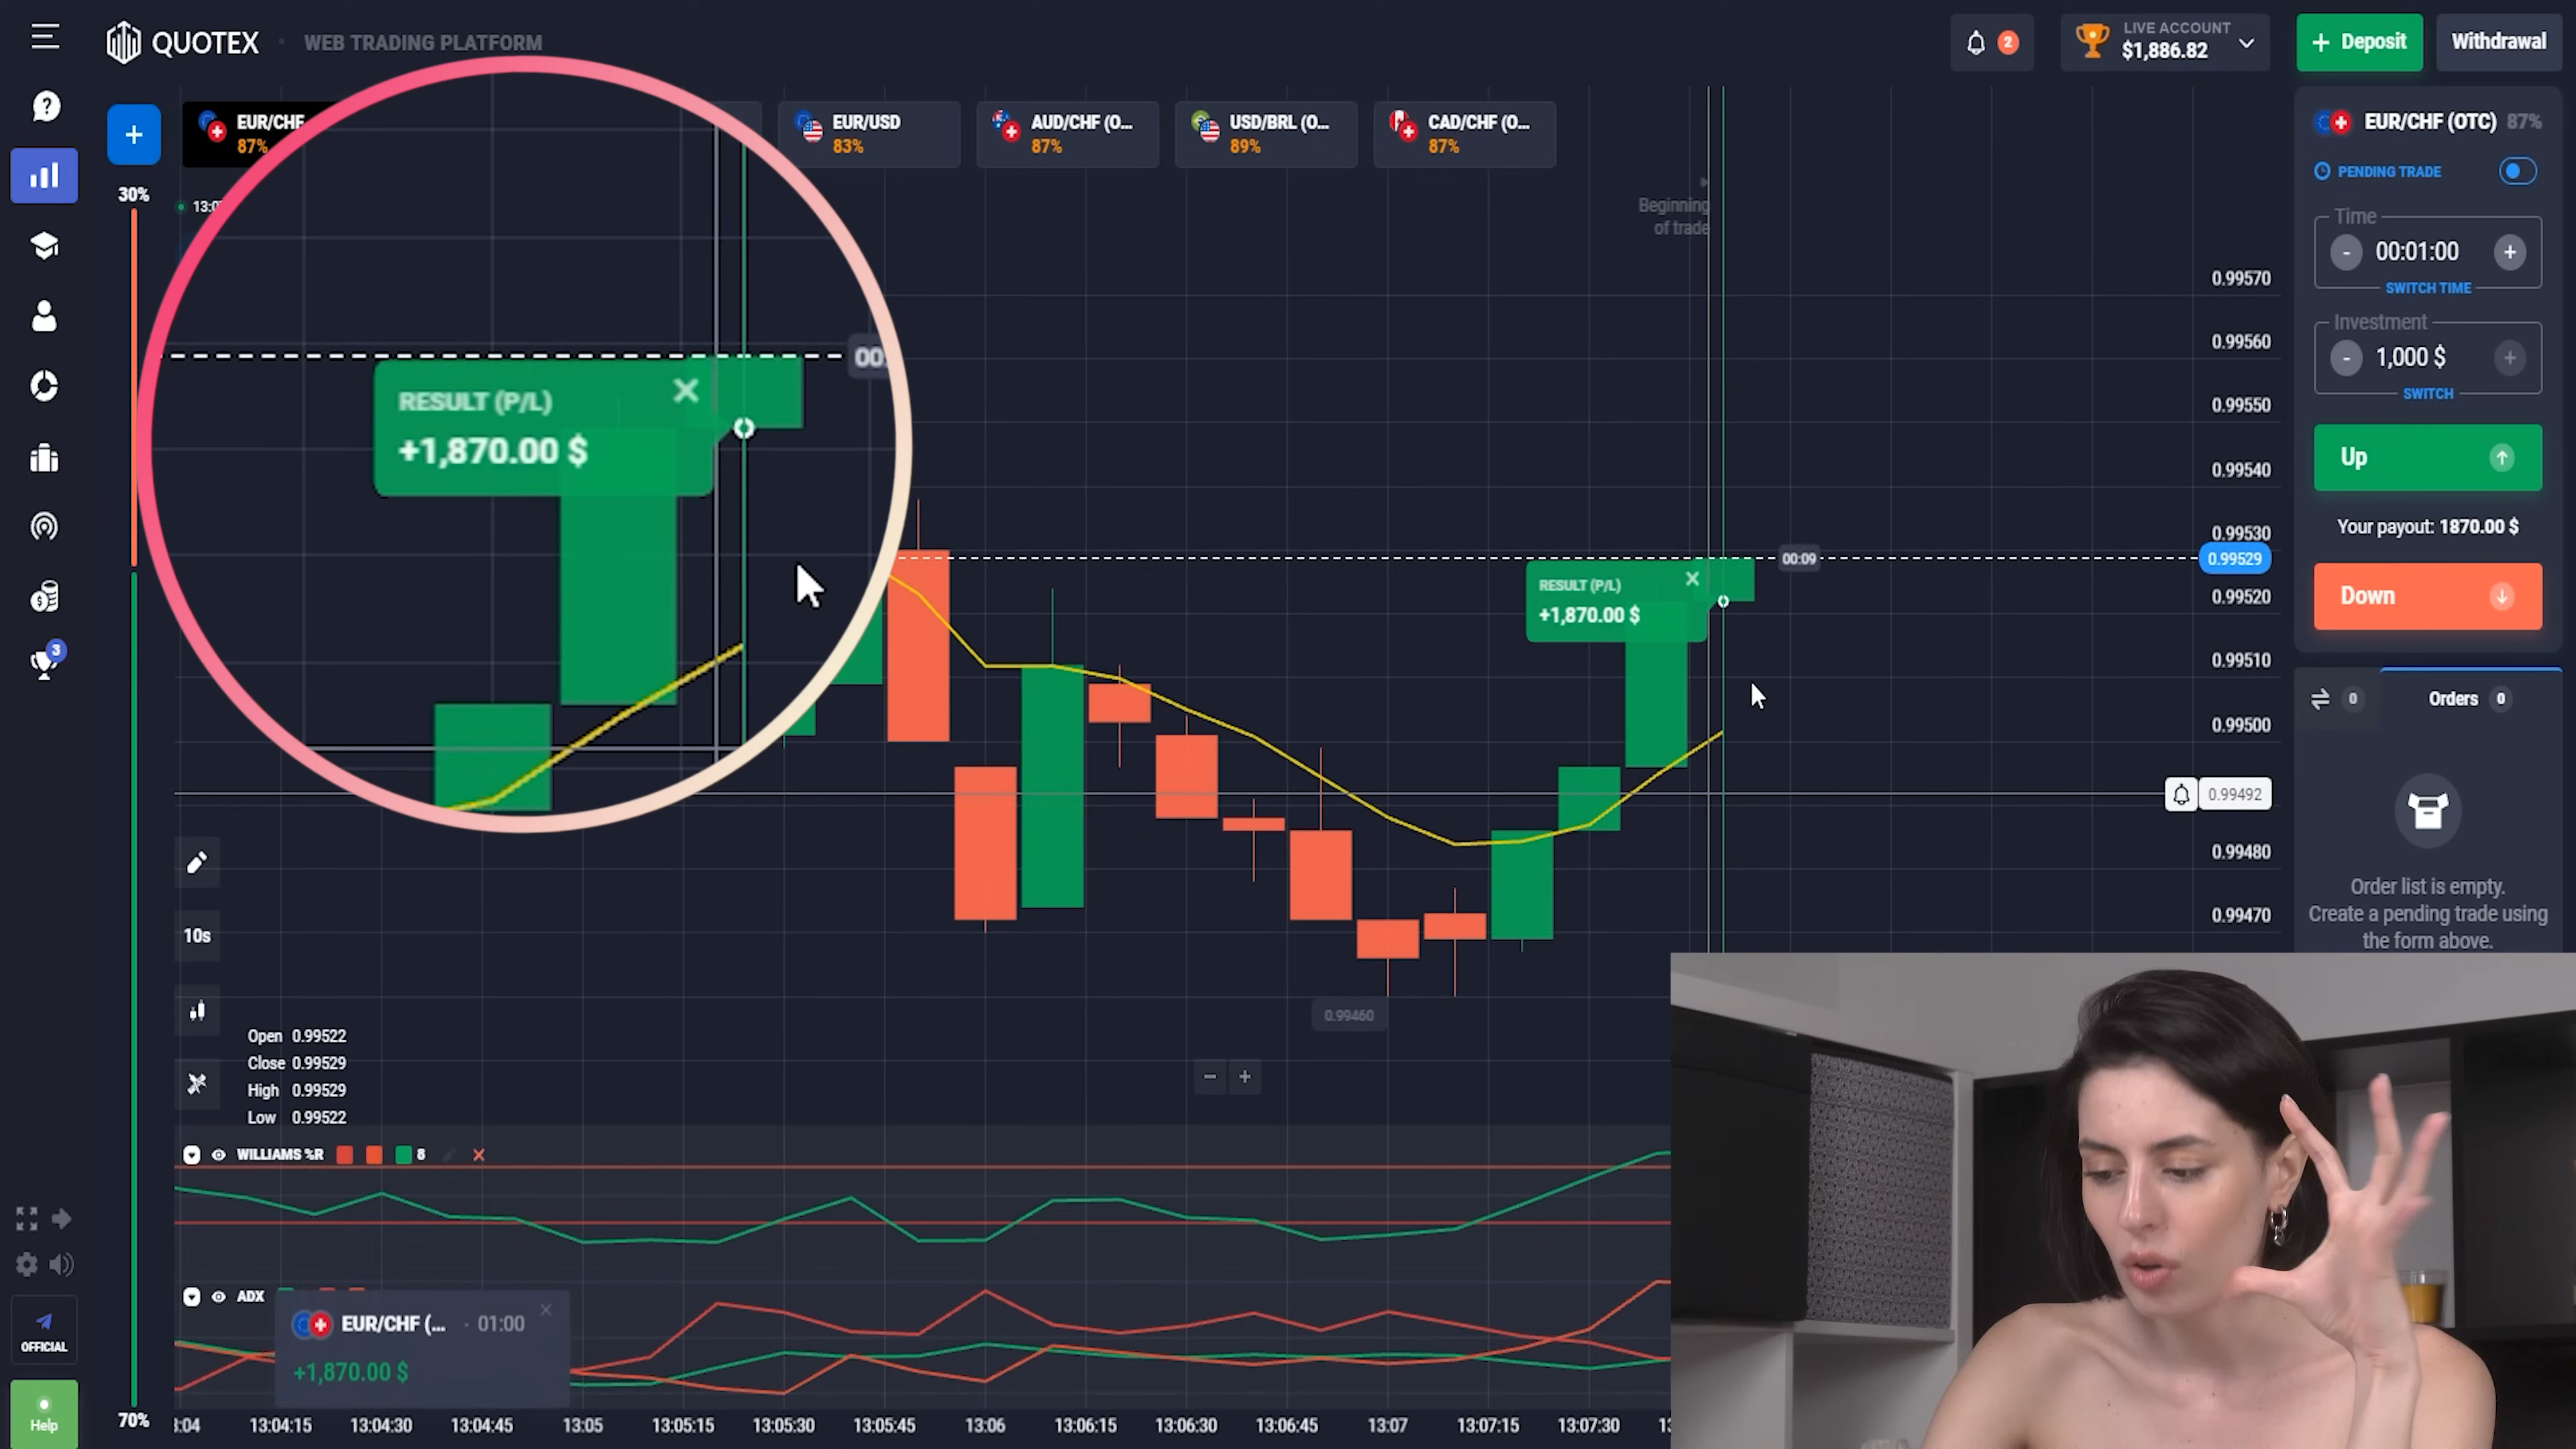 QUOTEX
WEB TRADING PLATFORM
2
LIVE ACCOUNT
$1,886.82
+ Deposit
Withdrawal
+
EUR/CHF
87%
EUR/USD
83%
AUD/CHF (O...
87%
USD/BRL (O...
89%
CAD/CHF (O...
87%
30%
Beginning
of trade
EUR/CHF (OTC) 87%
PENDING TRADE
Time
- 00:01:00 +
SWITCH TIME
Investment
- 1,000 $ +
SWITCH
Up
Your payout: 1870.00 $
Down
0
Orders 0
Order list is empty.
Create a pending trade using
the form above.
RESULT (P/L)
+1,870.00 $
00
RESULT (P/L)
+1,870.00 $
00:09
0.99570
0.99560
0.99550
0.99540
0.99530
0.99529
0.99520
0.99510
0.99500
0.99492
0.99480
0.99470
0.99460
3
10s
Open 0.99522
Close 0.99529
High 0.99529
Low 0.99522
WILLIAMS %R 8
ADX
EUR/CHF (... · 01:00
+1,870.00 $
OFFICIAL
Help
70%
13:04:15
13:04:30
13:04:45
13:05
13:05:15
13:05:30
13:05:45
13:06
13:06:15
13:06:30
13:06:45
13:07
13:07:15
13:07:30